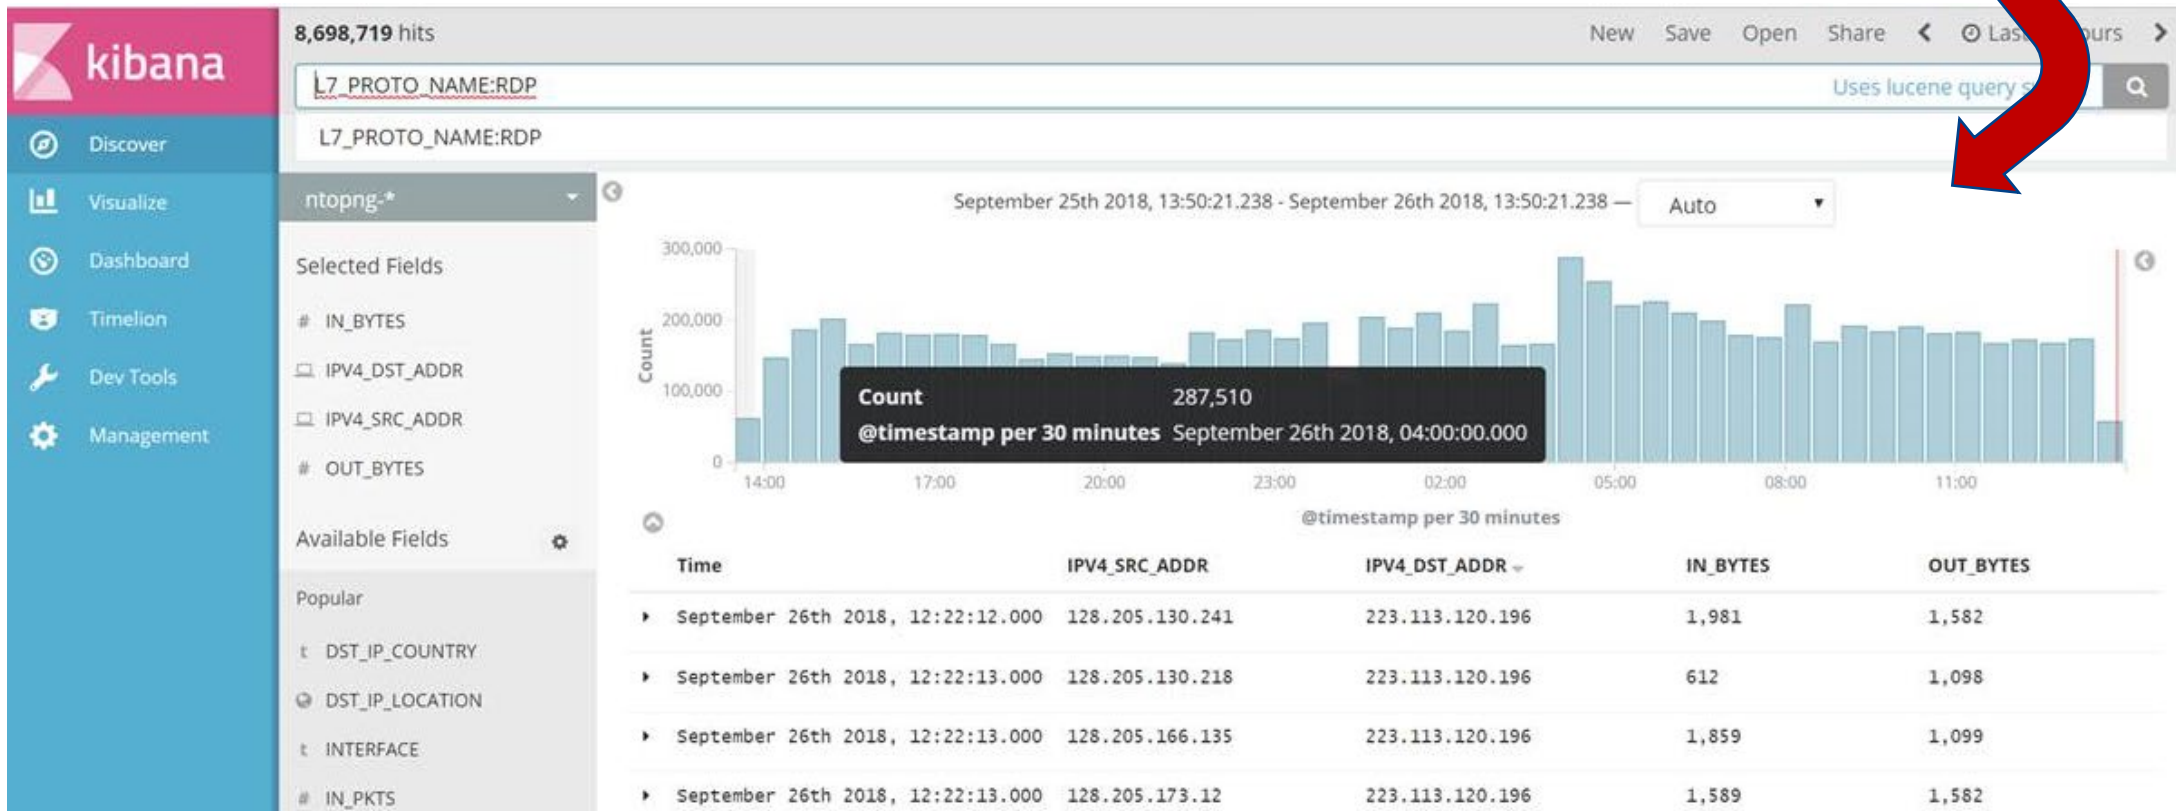 kibana
8,698,719 hits
New Save Open Share
L7_PROTO_NAME:RDP
Uses lucene query
L7_PROTO_NAME:RDP
Discover
Visualize
Dashboard
Timelion
Dev Tools
Management
ntopng-*
Selected Fields
# IN_BYTES
IPV4_DST_ADDR
IPV4_SRC_ADDR
# OUT_BYTES
Available Fields
Popular
t DST_IP_COUNTRY
DST_IP_LOCATION
t INTERFACE
# IN_PKTS
September 25th 2018, 13:50:21.238 - September 26th 2018, 13:50:21.238 — Auto
Count
300,000
200,000
100,000
0
Count 287,510
@timestamp per 30 minutes September 26th 2018, 04:00:00.000
14:00 17:00 20:00 23:00 02:00 05:00 08:00 11:00
@timestamp per 30 minutes
Time IPV4_SRC_ADDR IPV4_DST_ADDR IN_BYTES OUT_BYTES
September 26th 2018, 12:22:12.000 128.205.130.241 223.113.120.196 1,981 1,582
September 26th 2018, 12:22:13.000 128.205.130.218 223.113.120.196 612 1,098
September 26th 2018, 12:22:13.000 128.205.166.135 223.113.120.196 1,859 1,099
September 26th 2018, 12:22:13.000 128.205.173.12 223.113.120.196 1,589 1,582